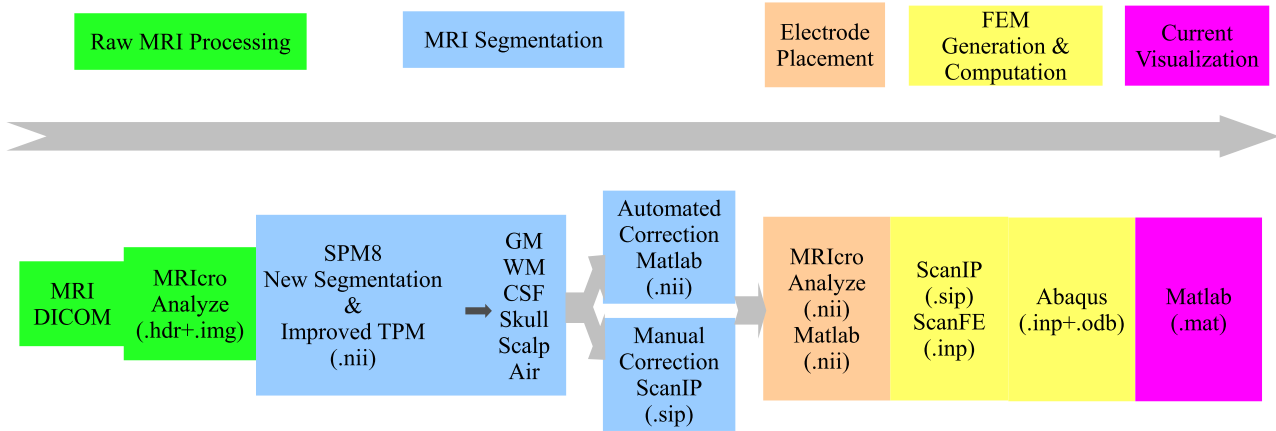 Raw MRI Processing
MRI Segmentation
Electrode
Placement
FEM
Generation &
Computation
Current
Visualization
MRI
DICOM
MRIcro
Analyze
(.hdr+.img)
SPM8
New Segmentation
&
Improved TPM
(.nii)
GM
WM
CSF
Skull
Scalp
Air
Automated
Correction
Matlab
(.nii)
Manual
Correction
ScanIP
(.sip)
MRIcro
Analyze
(.nii)
Matlab
(.nii)
ScanIP
(.sip)
ScanFE
(.inp)
Abaqus
(.inp+.odb)
Matlab
(.mat)